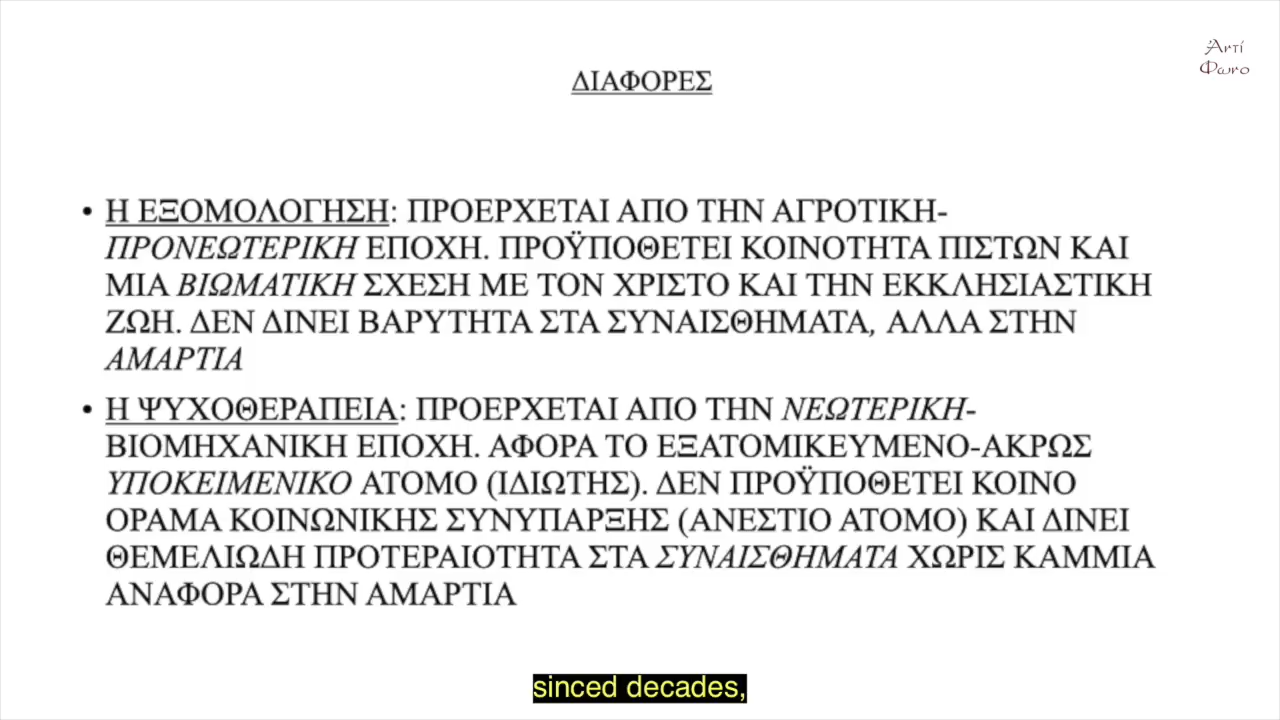 Ἀντί
Φωνο
ΔΙΑΦΟΡΕΣ
• Η ΕΞΟΜΟΛΟΓΗΣΗ: ΠΡΟΕΡΧΕΤΑΙ ΑΠΟ ΤΗΝ ΑΓΡΟΤΙΚΗ-
ΠΡΟΝΕΩΤΕΡΙΚΗ ΕΠΟΧΗ. ΠΡΟΫΠΟΘΕΤΕΙ ΚΟΙΝΟΤΗΤΑ ΠΙΣΤΩΝ ΚΑΙ
ΜΙΑ ΒΙΩΜΑΤΙΚΗ ΣΧΕΣΗ ΜΕ ΤΟΝ ΧΡΙΣΤΟ ΚΑΙ ΤΗΝ ΕΚΚΛΗΣΙΑΣΤΙΚΗ
ΖΩΗ. ΔΕΝ ΔΙΝΕΙ ΒΑΡΥΤΗΤΑ ΣΤΑ ΣΥΝΑΙΣΘΗΜΑΤΑ, ΑΛΛΑ ΣΤΗΝ
ΑΜΑΡΤΙΑ
• Η ΨΥΧΟΘΕΡΑΠΕΙΑ: ΠΡΟΕΡΧΕΤΑΙ ΑΠΟ ΤΗΝ ΝΕΩΤΕΡΙΚΗ-
ΒΙΟΜΗΧΑΝΙΚΗ ΕΠΟΧΗ. ΑΦΟΡΑ ΤΟ ΕΞΑΤΟΜΙΚΕΥΜΕΝΟ-ΑΚΡΩΣ
ΥΠΟΚΕΙΜΕΝΙΚΟ ΑΤΟΜΟ (ΙΔΙΩΤΗΣ). ΔΕΝ ΠΡΟΫΠΟΘΕΤΕΙ ΚΟΙΝΟ
ΟΡΑΜΑ ΚΟΙΝΩΝΙΚΗΣ ΣΥΝΥΠΑΡΞΗΣ (ΑΝΕΣΤΙΟ ΑΤΟΜΟ) ΚΑΙ ΔΙΝΕΙ
ΘΕΜΕΛΙΩΔΗ ΠΡΟΤΕΡΑΙΟΤΗΤΑ ΣΤΑ ΣΥΝΑΙΣΘΗΜΑΤΑ ΧΩΡΙΣ ΚΑΜΜΙΑ
ΑΝΑΦΟΡΑ ΣΤΗΝ ΑΜΑΡΤΙΑ
sinced decades,